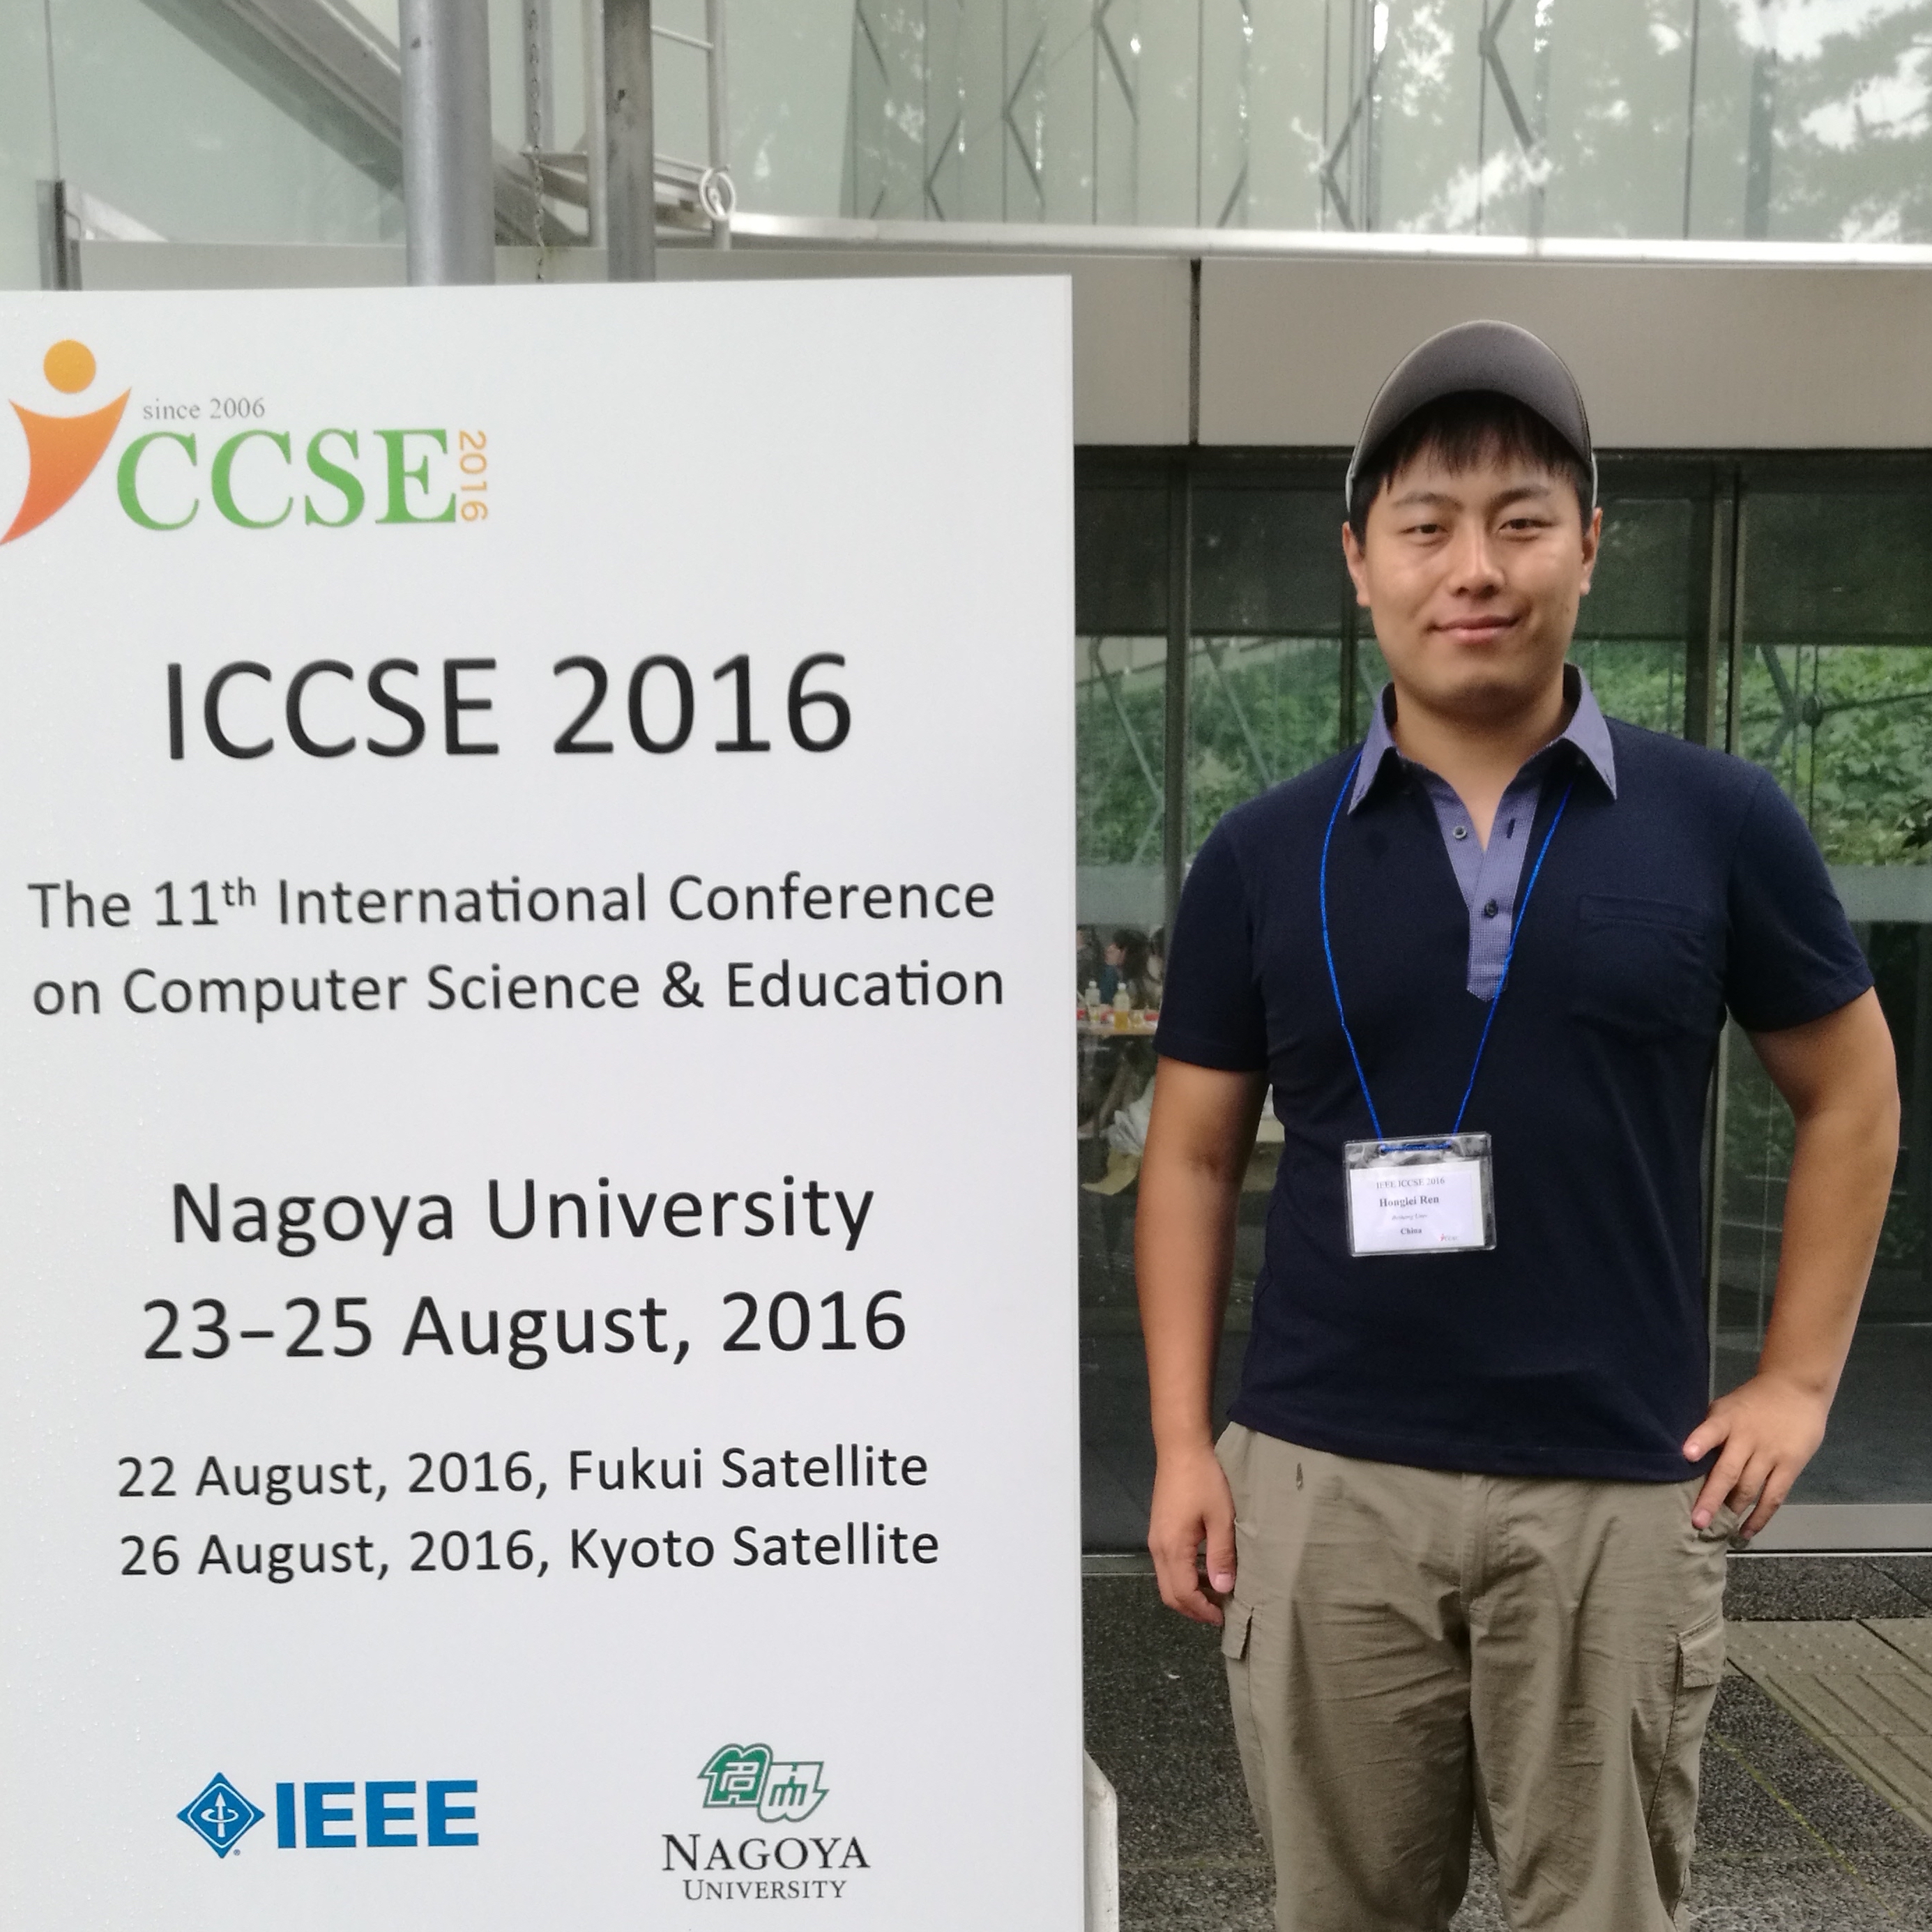 since 2006
CCSE 2016
ICCSE 2016
The 11th International Conference
on Computer Science & Education
Nagoya University
23–25 August, 2016
22 August, 2016, Fukui Satellite
26 August, 2016, Kyoto Satellite
IEEE
NAGOYA
UNIVERSITY
IEEE ICCSE 2016
Honglei Ren
China